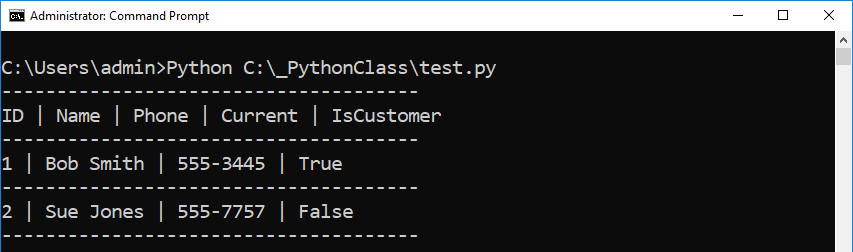 Administrator: Command Prompt
C:\Users\admin>Python C:\_PythonClass\test.py
--------------------------------------
ID | Name | Phone | Current | IsCustomer
--------------------------------------
1 | Bob Smith | 555-3445 | True
--------------------------------------
2 | Sue Jones | 555-7757 | False
--------------------------------------